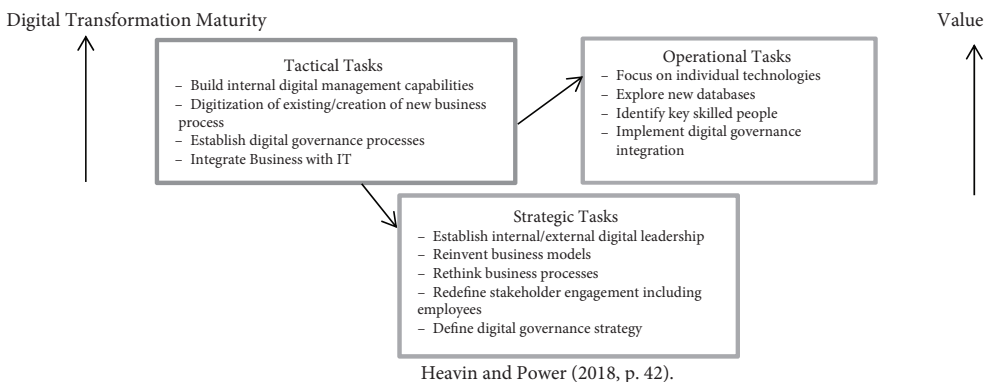 Digital Transformation Maturity
Value
Tactical Tasks
– Build internal digital management capabilities
– Digitization of existing/creation of new business
process
– Establish digital governance processes
– Integrate Business with IT
Operational Tasks
– Focus on individual technologies
– Explore new databases
– Identify key skilled people
– Implement digital governance
integration
Strategic Tasks
– Establish internal/external digital leadership
– Reinvent business models
– Rethink business processes
– Redefine stakeholder engagement including
employees
– Define digital governance strategy
Heavin and Power (2018, p. 42).